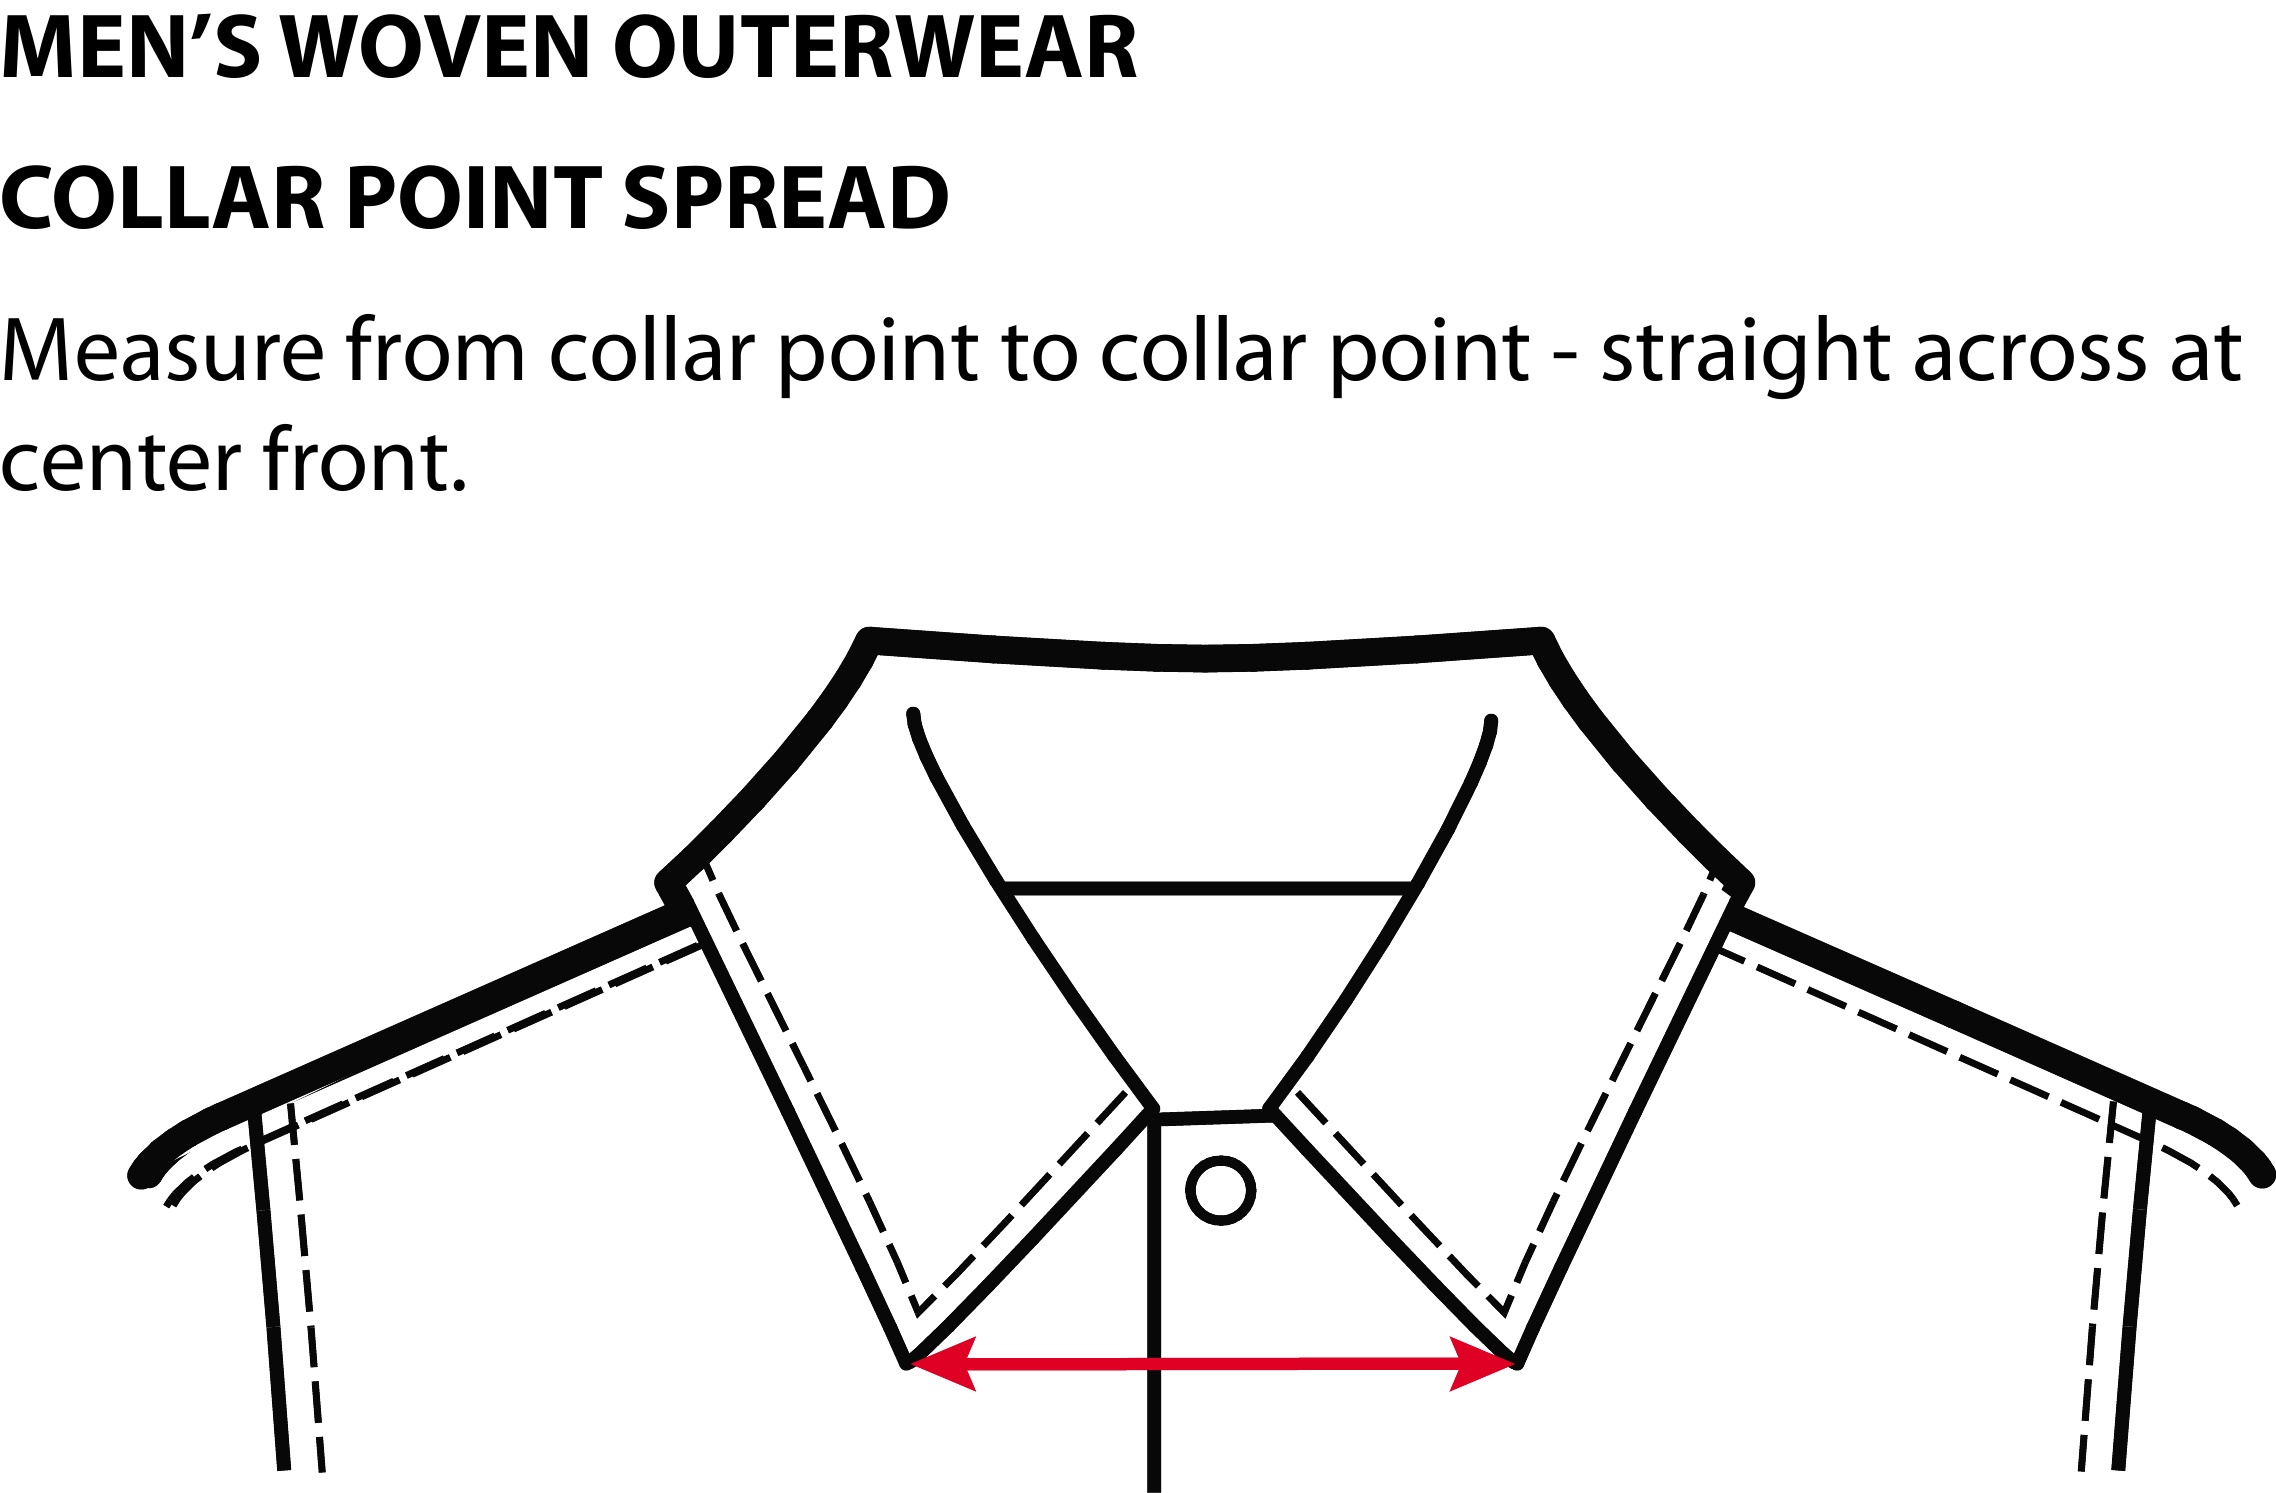 MEN’S WOVEN OUTERWEAR
COLLAR POINT SPREAD
Measure from collar point to collar point - straight across at
center front.